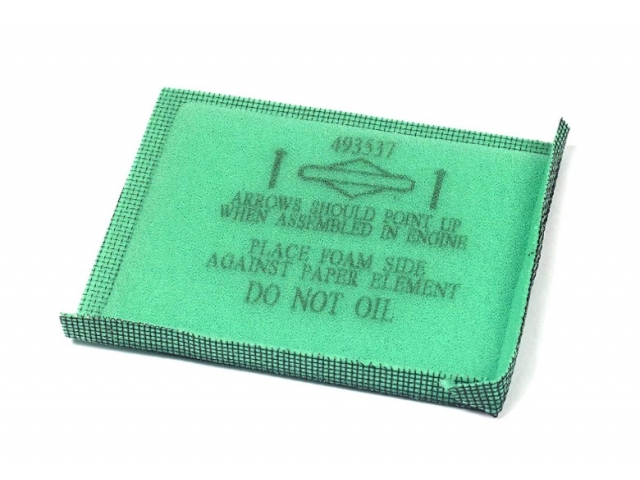 493537
ARROWS SHOULD POINT UP
WHEN ASSEMBLED IN ENGINE
PLACE FOAM SIDE
AGAINST PAPER ELEMENT
DO NOT OIL